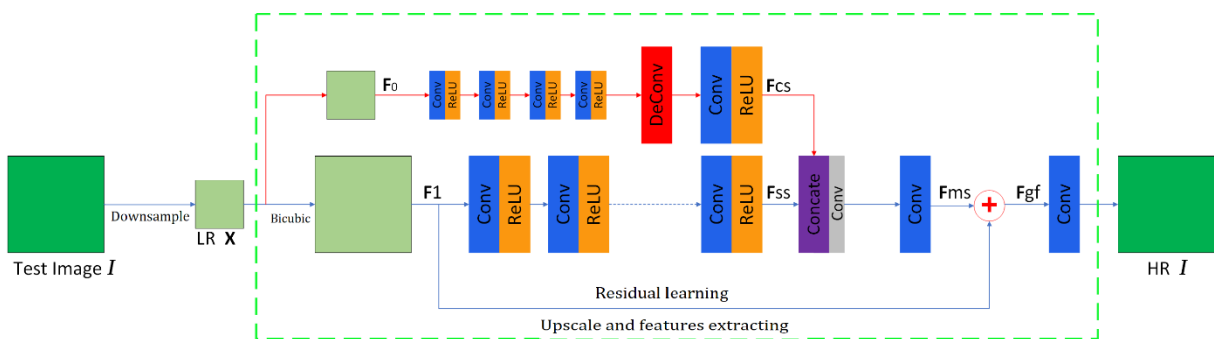 F0
Conv
ReLU
Conv
ReLU
Conv
ReLU
Conv
ReLU
DeConv
Conv
ReLU
Fcs
Test Image I
Downsample
LR X
Bicubic
F1
Conv
ReLU
Conv
ReLU
Conv
ReLU
Fss
Concate
Conv
Conv
Fms
+
Fgf
Conv
HR I
Residual learning
Upscale and features extracting